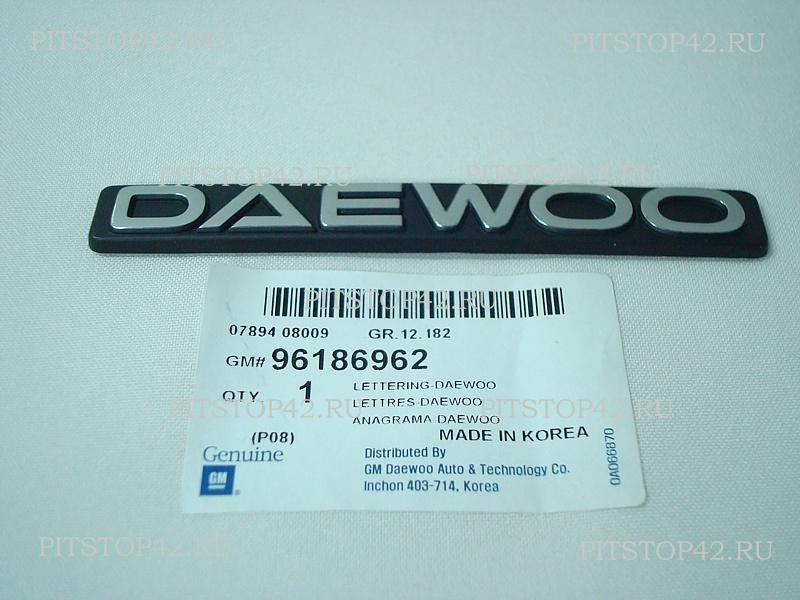 PITSTOP42.RU PITSTOP42.RU
PITSTOP42.RU PITSTOP42.RU
DAEWOO
PITSTOP42.RU
07894 08009 GR.12.182
GM# 96186962
QTY 1 LETTERING-DAEWOO
LETTRES-DAEWOO
PITSTOP42.RU PITSTOP42.RU
ANAGRAMA DAEWOO
(P08) MADE IN KOREA
Genuine
GM
Distributed By
GM Daewoo Auto & Technology Co.
Inchon 403-714, Korea
0A066870
PITSTOP42.RU PITSTOP42.RU